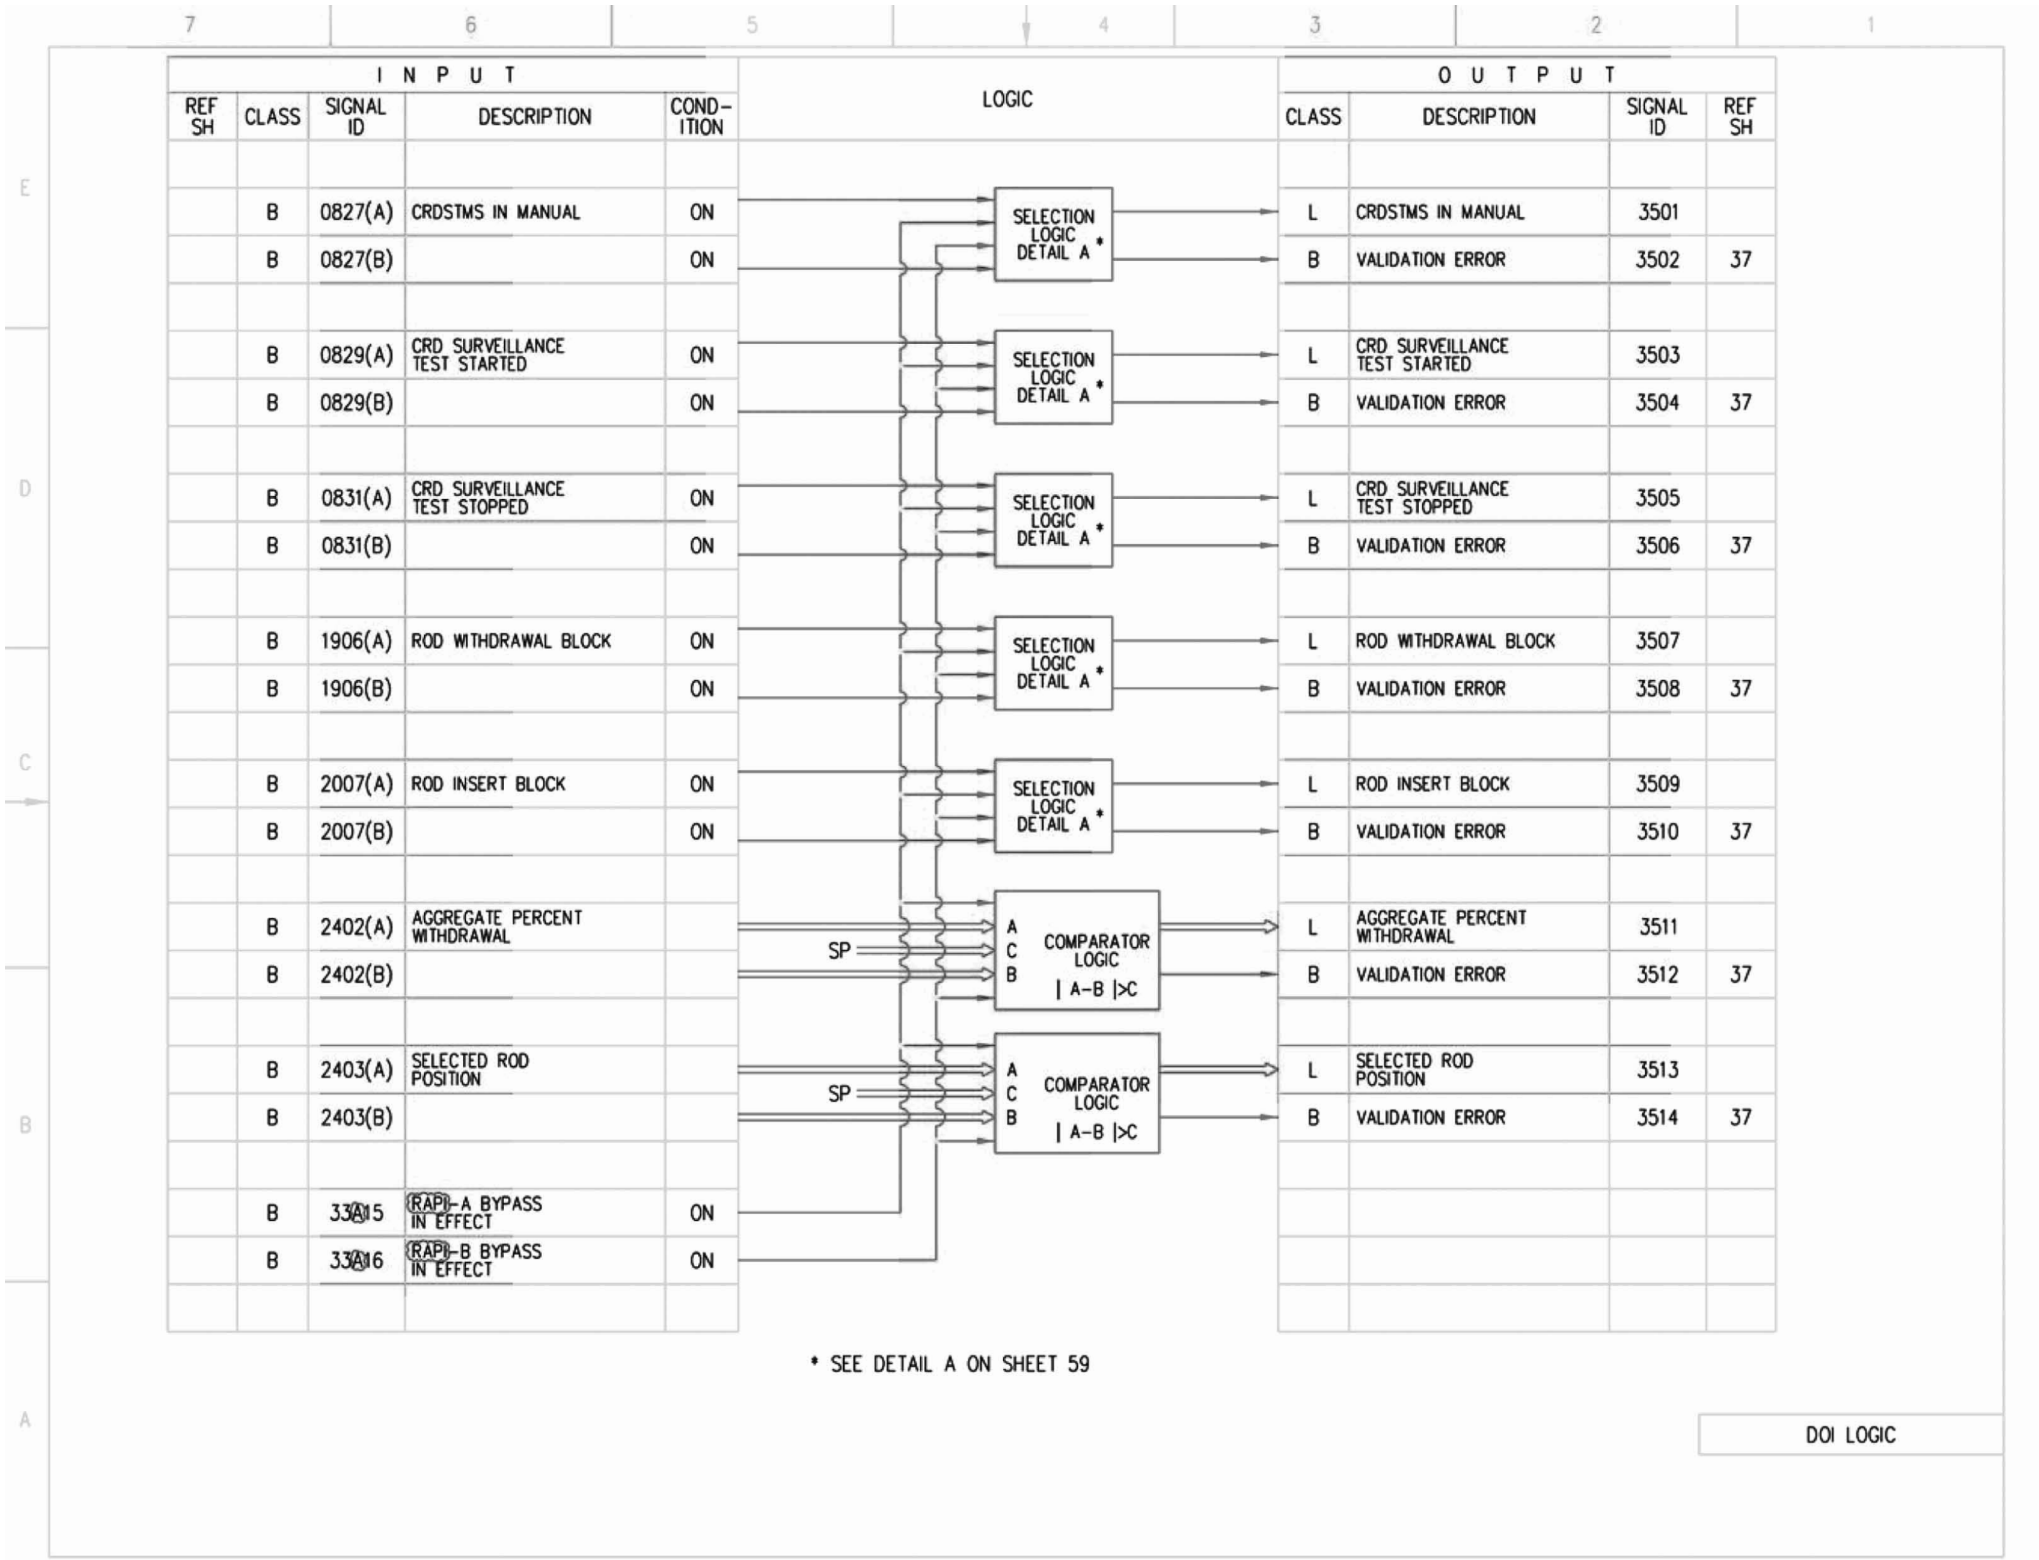 7 6 5 4 3 2 1
I N P U T
LOGIC
O U T P U T
REF SH CLASS SIGNAL ID DESCRIPTION COND- ITION
CLASS DESCRIPTION SIGNAL ID REF SH
E
B 0827(A) CRDSTMS IN MANUAL ON
SELECTION
LOGIC
DETAIL A *
L CRDSTMS IN MANUAL 3501
B 0827(B) ON
B VALIDATION ERROR 3502 37
B 0829(A) CRD SURVEILLANCE
TEST STARTED ON
SELECTION
LOGIC
DETAIL A *
L CRD SURVEILLANCE
TEST STARTED 3503
B 0829(B) ON
B VALIDATION ERROR 3504 37
D
B 0831(A) CRD SURVEILLANCE
TEST STOPPED ON
SELECTION
LOGIC
DETAIL A *
L CRD SURVEILLANCE
TEST STOPPED 3505
B 0831(B) ON
B VALIDATION ERROR 3506 37
B 1906(A) ROD WITHDRAWAL BLOCK ON
SELECTION
LOGIC
DETAIL A *
L ROD WITHDRAWAL BLOCK 3507
B 1906(B) ON
B VALIDATION ERROR 3508 37
C
B 2007(A) ROD INSERT BLOCK ON
SELECTION
LOGIC
DETAIL A *
L ROD INSERT BLOCK 3509
B 2007(B) ON
B VALIDATION ERROR 3510 37
B 2402(A) AGGREGATE PERCENT
WITHDRAWAL
A
SP C
B
COMPARATOR
LOGIC
| A-B |>C
L AGGREGATE PERCENT
WITHDRAWAL 3511
B 2402(B)
B VALIDATION ERROR 3512 37
B 2403(A) SELECTED ROD
POSITION
A
SP C
B
COMPARATOR
LOGIC
| A-B |>C
L SELECTED ROD
POSITION 3513
B
B 2403(B)
B VALIDATION ERROR 3514 37
B 33A15 RAPI-A BYPASS
IN EFFECT ON
B 33A16 RAPI-B BYPASS
IN EFFECT ON
* SEE DETAIL A ON SHEET 59
A
DOI LOGIC